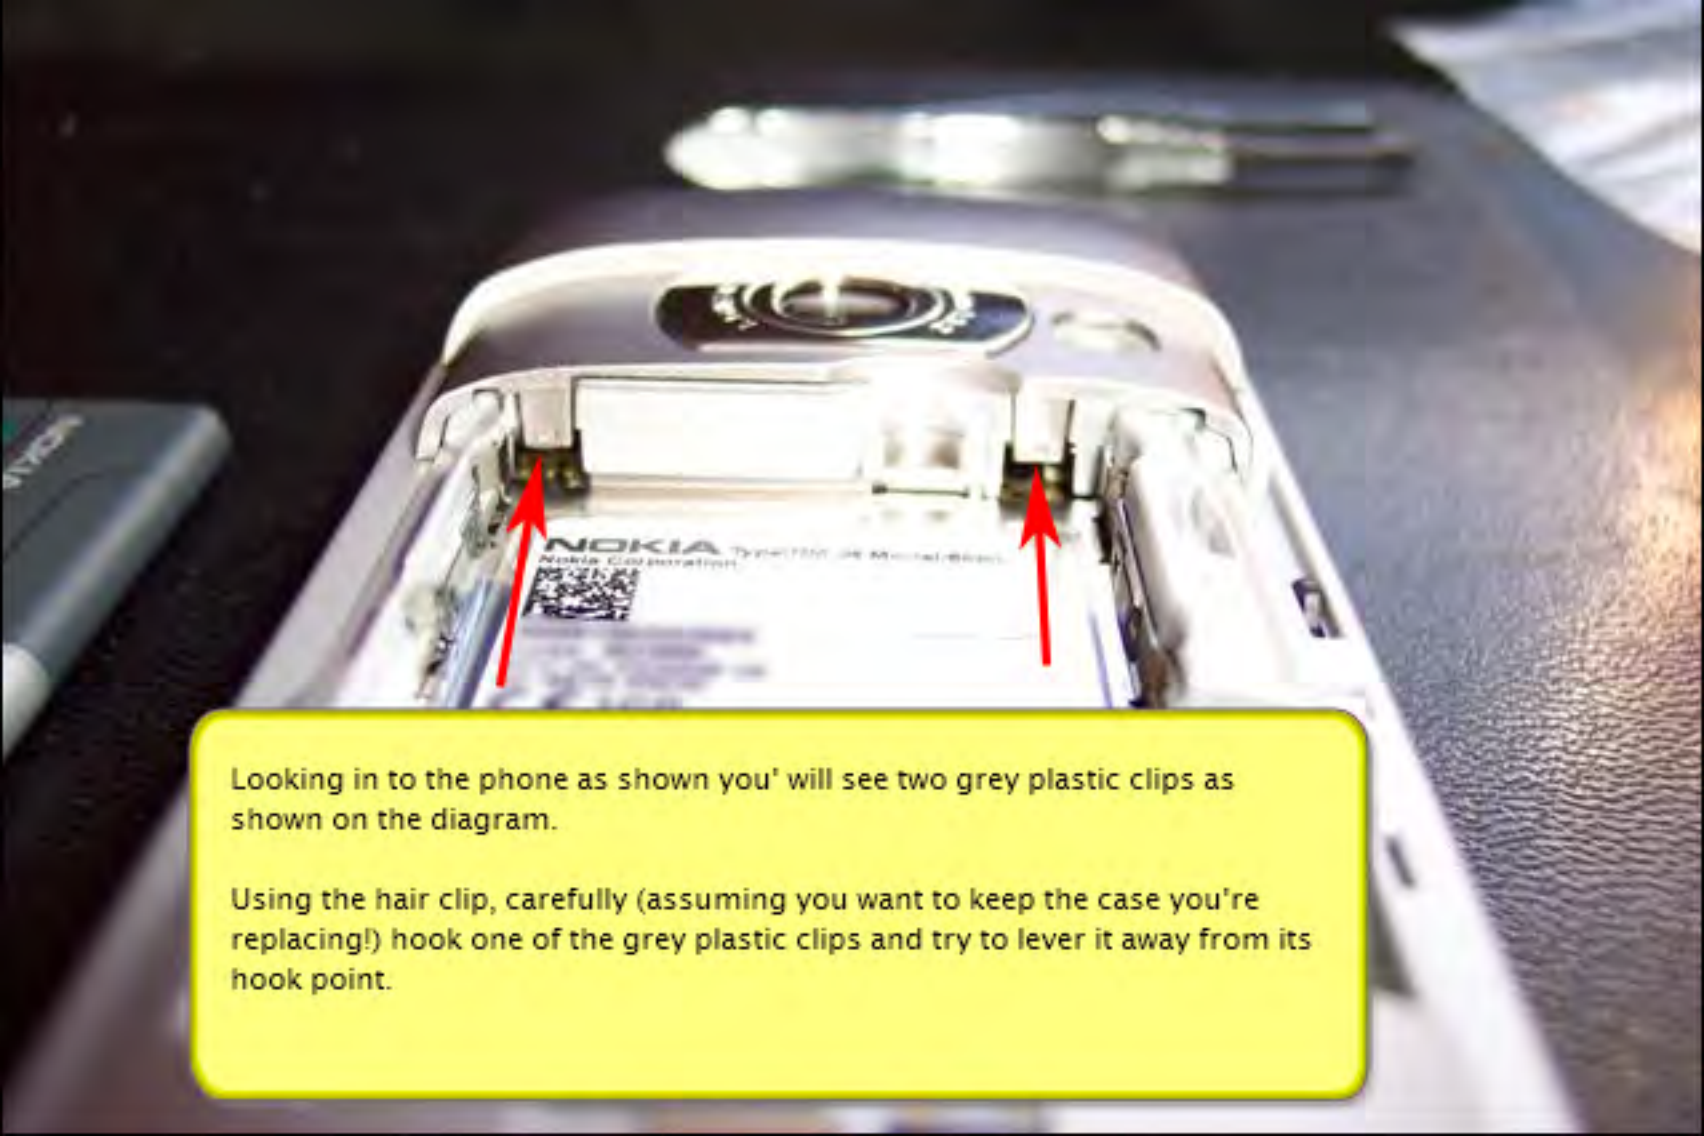 NOKIA
NOKIA Type:
Nokia Corporation
Looking in to the phone as shown you' will see two grey plastic clips as
shown on the diagram.
Using the hair clip, carefully (assuming you want to keep the case you're
replacing!) hook one of the grey plastic clips and try to lever it away from its
hook point.